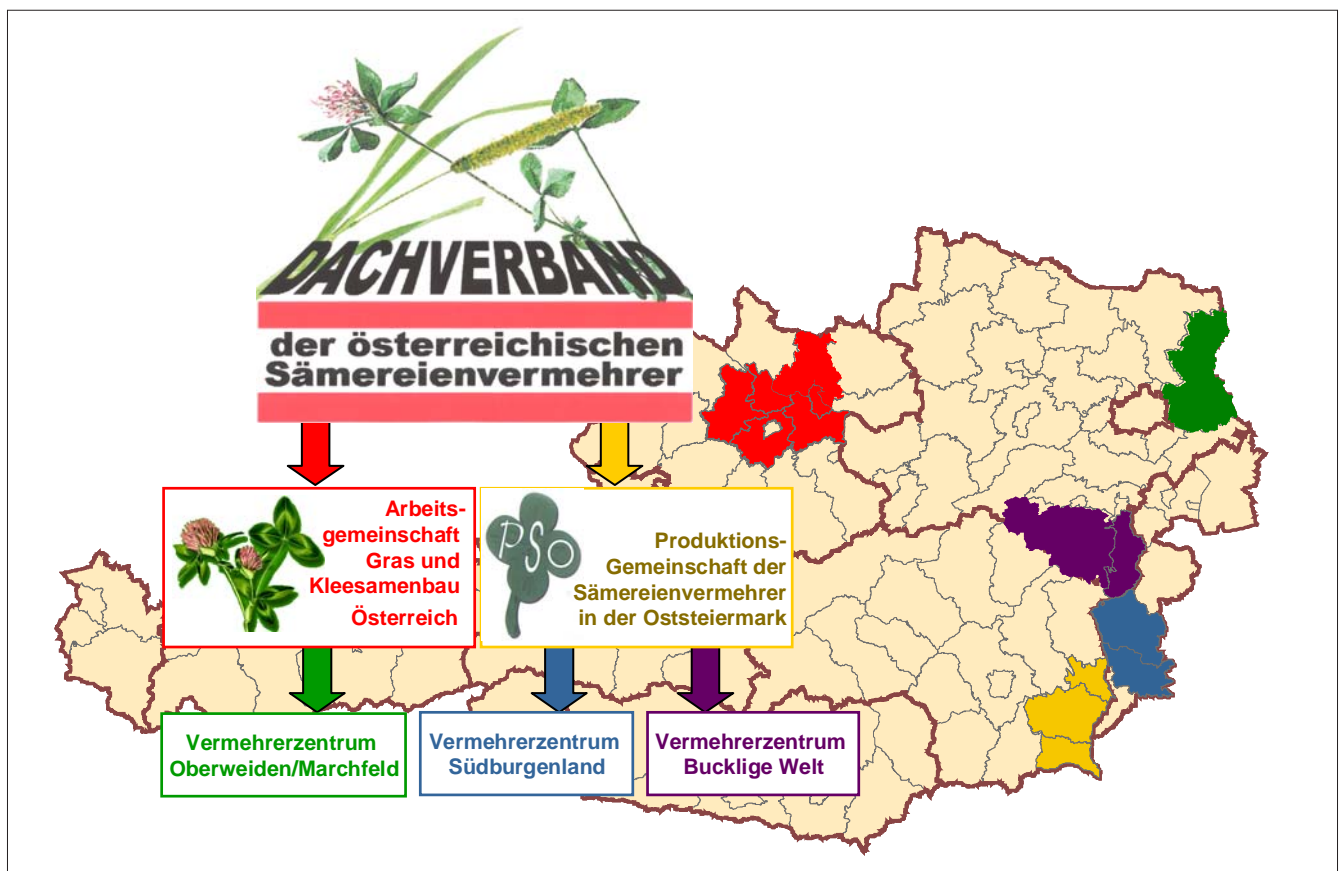 DACHVERBAND
der österreichischen
Sämereienvermehrer
Arbeits-
gemeinschaft
Gras und
Kleesamenbau
Österreich
PSO
Produktions-
Gemeinschaft der
Sämereienvermehrer
in der Oststeiermark
Vermehrerzentrum
Oberweiden/Marchfeld
Vermehrerzentrum
Südburgenland
Vermehrerzentrum
Bucklige Welt